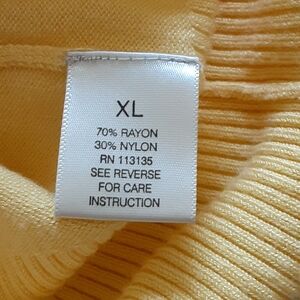 XL
70% RAYON
30% NYLON
RN 113135
SEE REVERSE
FOR CARE
INSTRUCTION